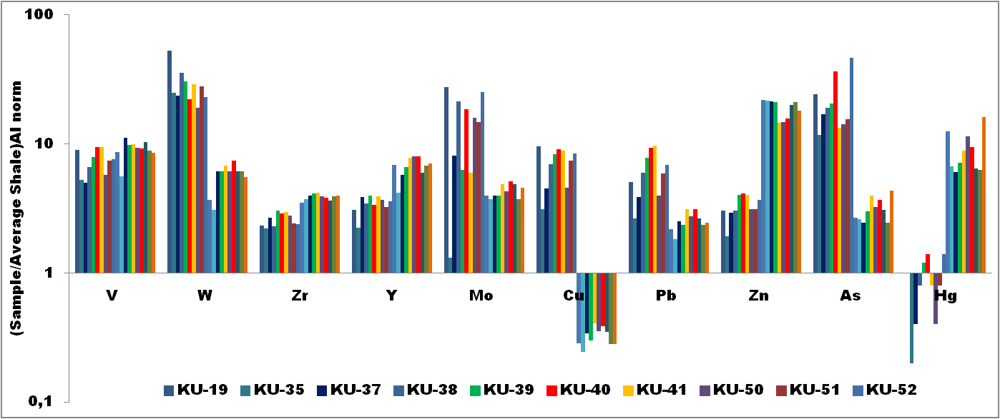 (Sample/Average Shale)Al norm
100
10
1
0,1
V W Zr Y Mo Cu Pb Zn As Hg
KU-19 KU-35 KU-37 KU-38 KU-39 KU-40 KU-41 KU-50 KU-51 KU-52